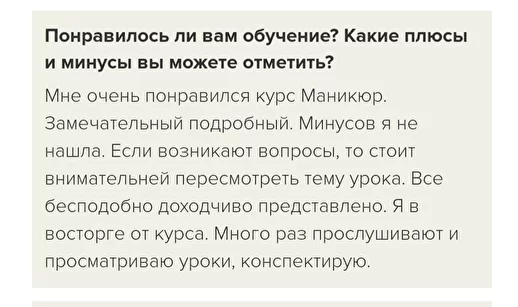 Понравилось ли вам обучение? Какие плюсы
и минусы вы можете отметить?
Мне очень понравился курс Маникюр.
Замечательный подробный. Минусов я не
нашла. Если возникают вопросы, то стоит
внимательней пересмотреть тему урока. Все
бесподобно доходчиво представлено. Я в
восторге от курса. Много раз прослушивают и
просматриваю уроки, конспектирую.